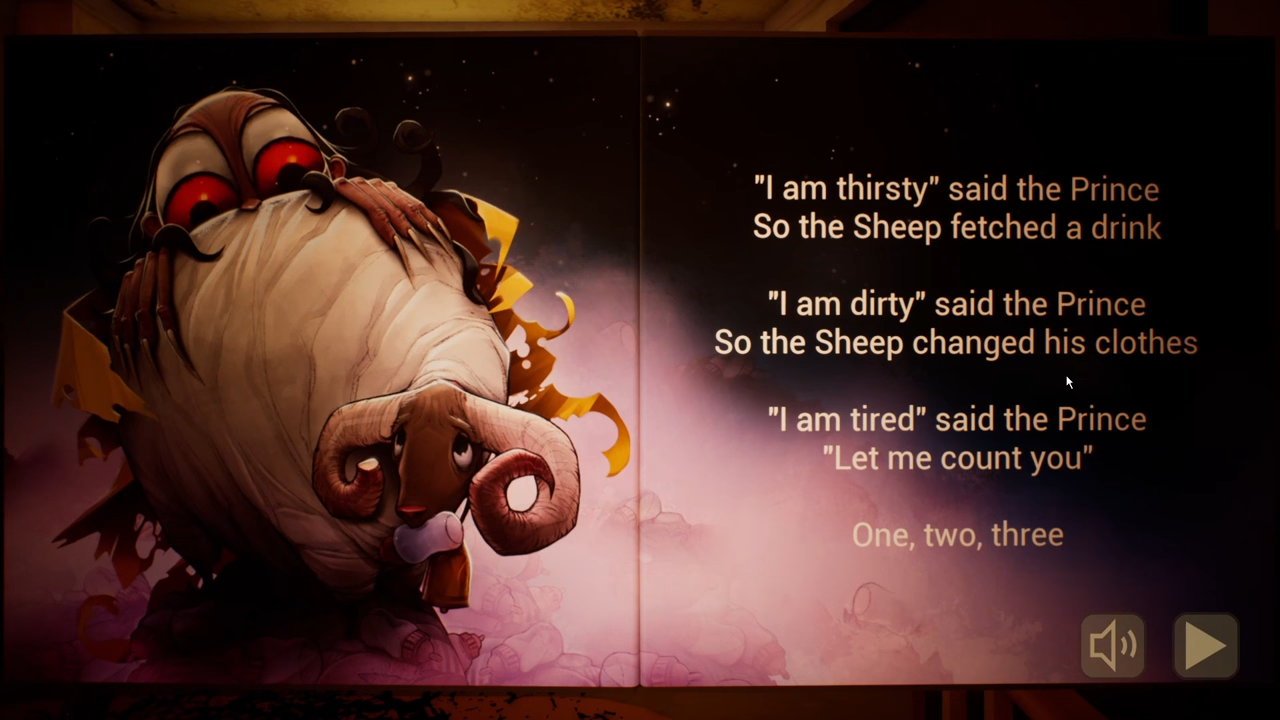 "I am thirsty" said the Prince
So the Sheep fetched a drink
"I am dirty" said the Prince
So the Sheep changed his clothes
"I am tired" said the Prince
"Let me count you"
One, two, three